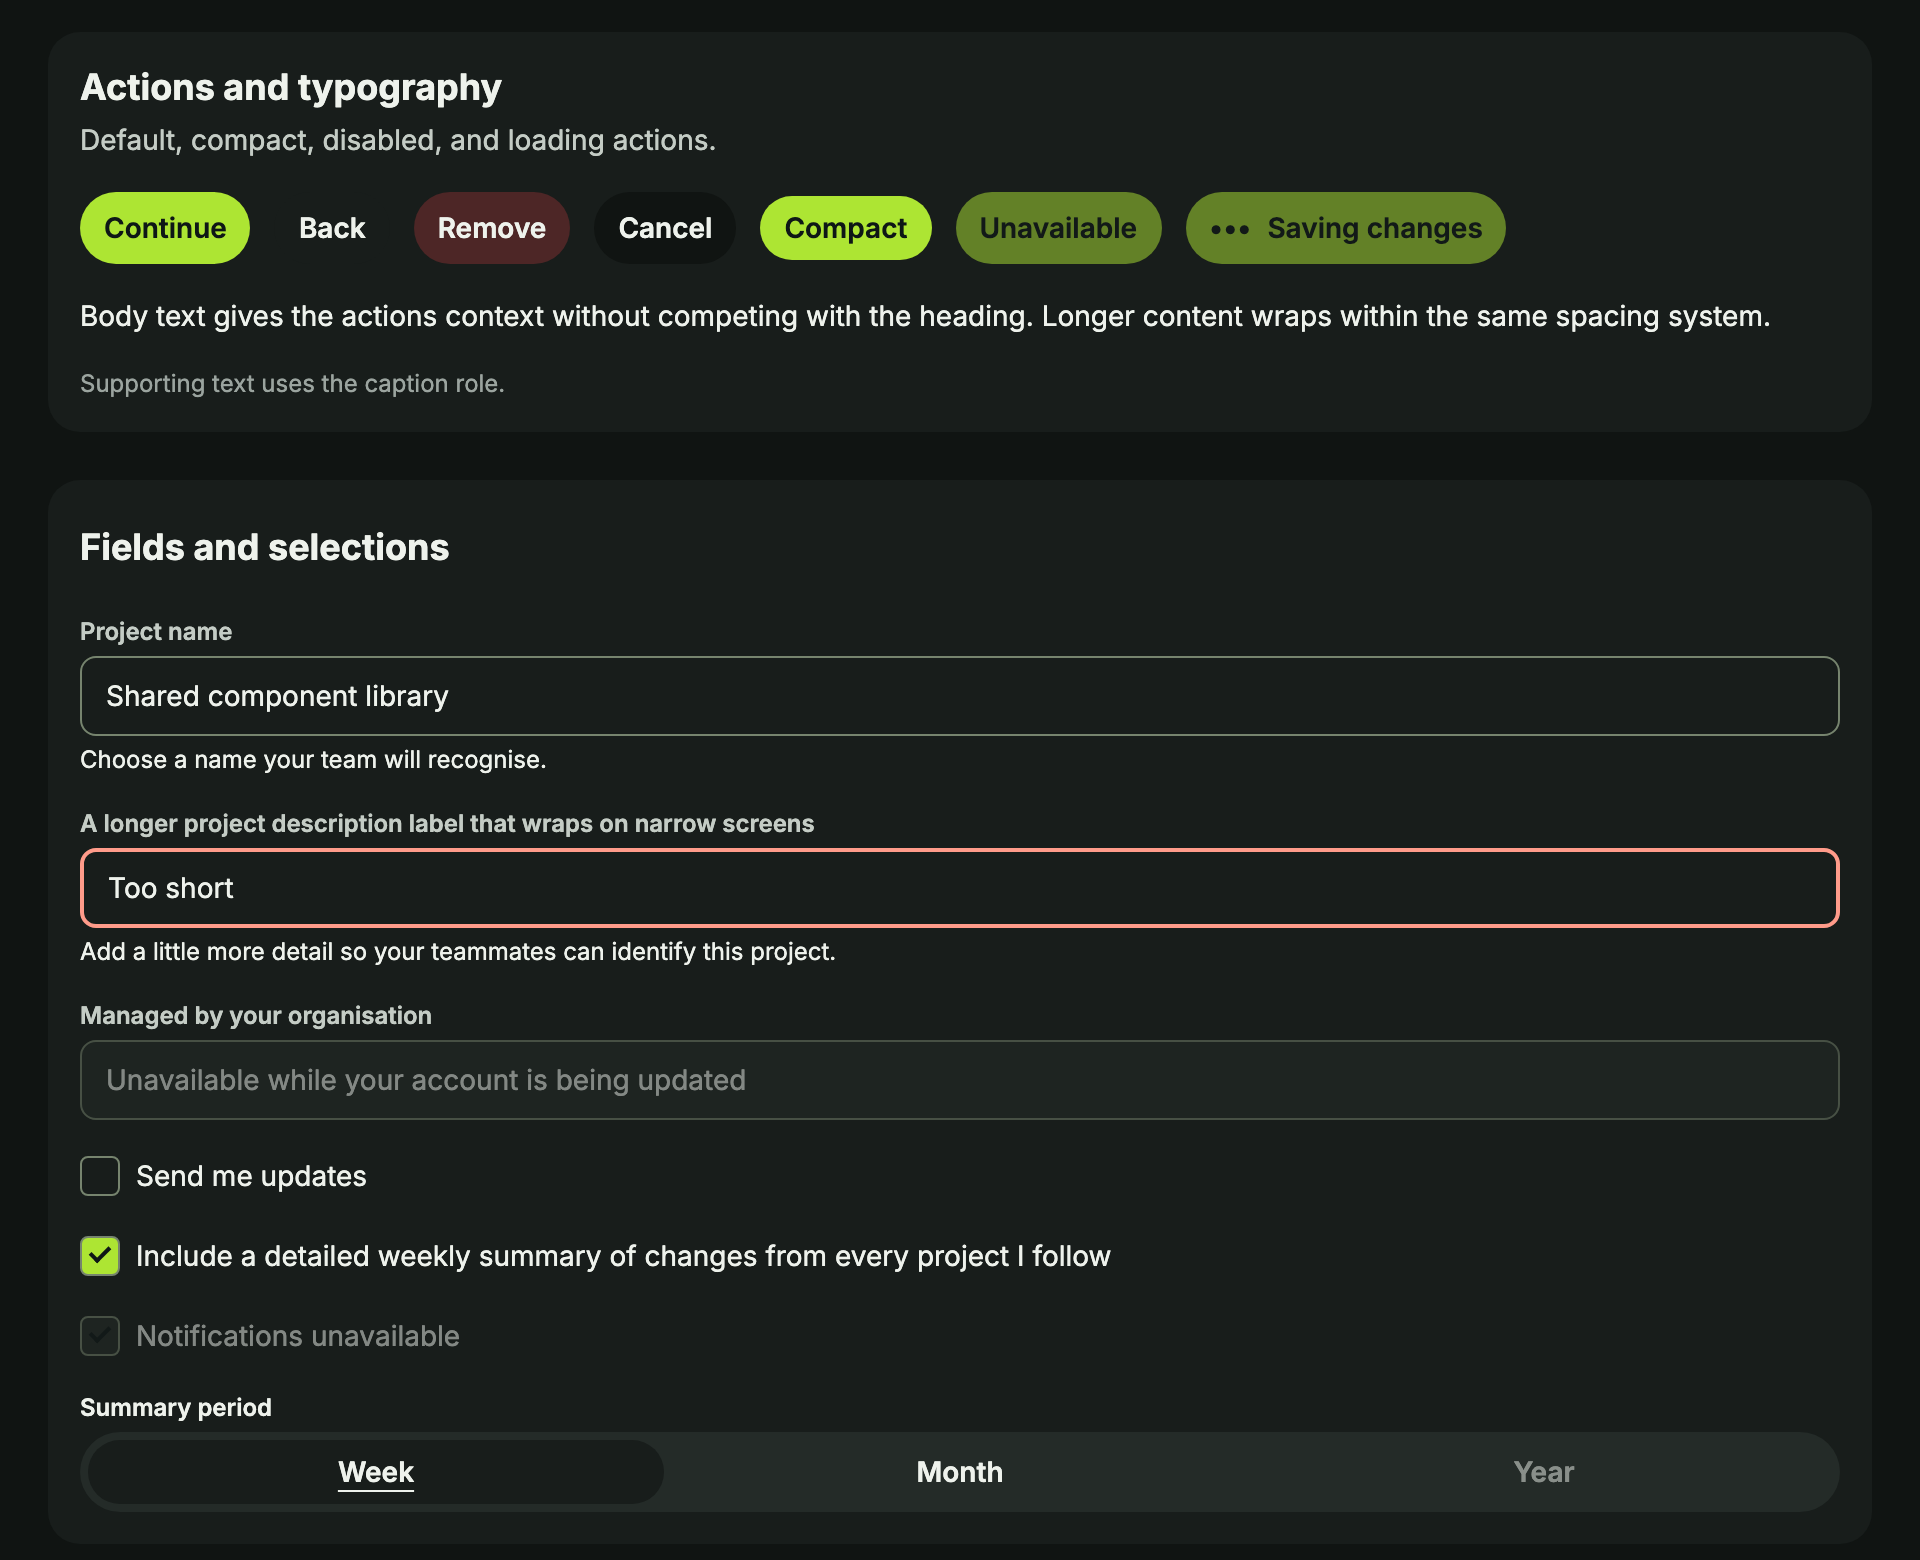 Actions and typography
Default, compact, disabled, and loading actions.
Continue Back Remove Cancel Compact Unavailable ••• Saving changes
Body text gives the actions context without competing with the heading. Longer content wraps within the same spacing system.
Supporting text uses the caption role.
Fields and selections
Project name
Shared component library
Choose a name your team will recognise.
A longer project description label that wraps on narrow screens
Too short
Add a little more detail so your teammates can identify this project.
Managed by your organisation
Unavailable while your account is being updated
Send me updates
Include a detailed weekly summary of changes from every project I follow
Notifications unavailable
Summary period
Week Month Year